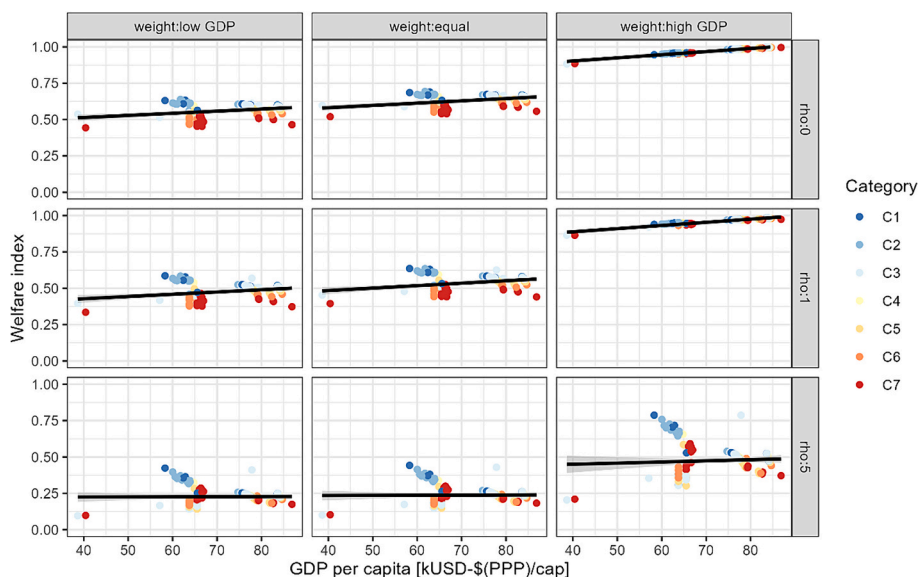 weight:low GDP
weight:equal
weight:high GDP
1.00
0.75
0.50
0.25
0.00
rho:0
1.00
0.75
0.50
0.25
0.00
rho:1
1.00
0.75
0.50
0.25
0.00
rho:5
Welfare index
40 50 60 70 80
40 50 60 70 80
40 50 60 70 80
GDP per capita [kUSD-$(PPP)/cap]
Category
C1
C2
C3
C4
C5
C6
C7